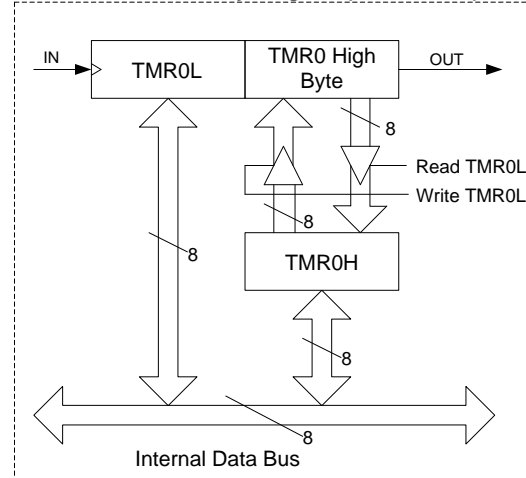 IN
TMR0L
TMR0 High
Byte
OUT
8
Read TMR0L
Write TMR0L
8
8
TMR0H
8
8
Internal Data Bus